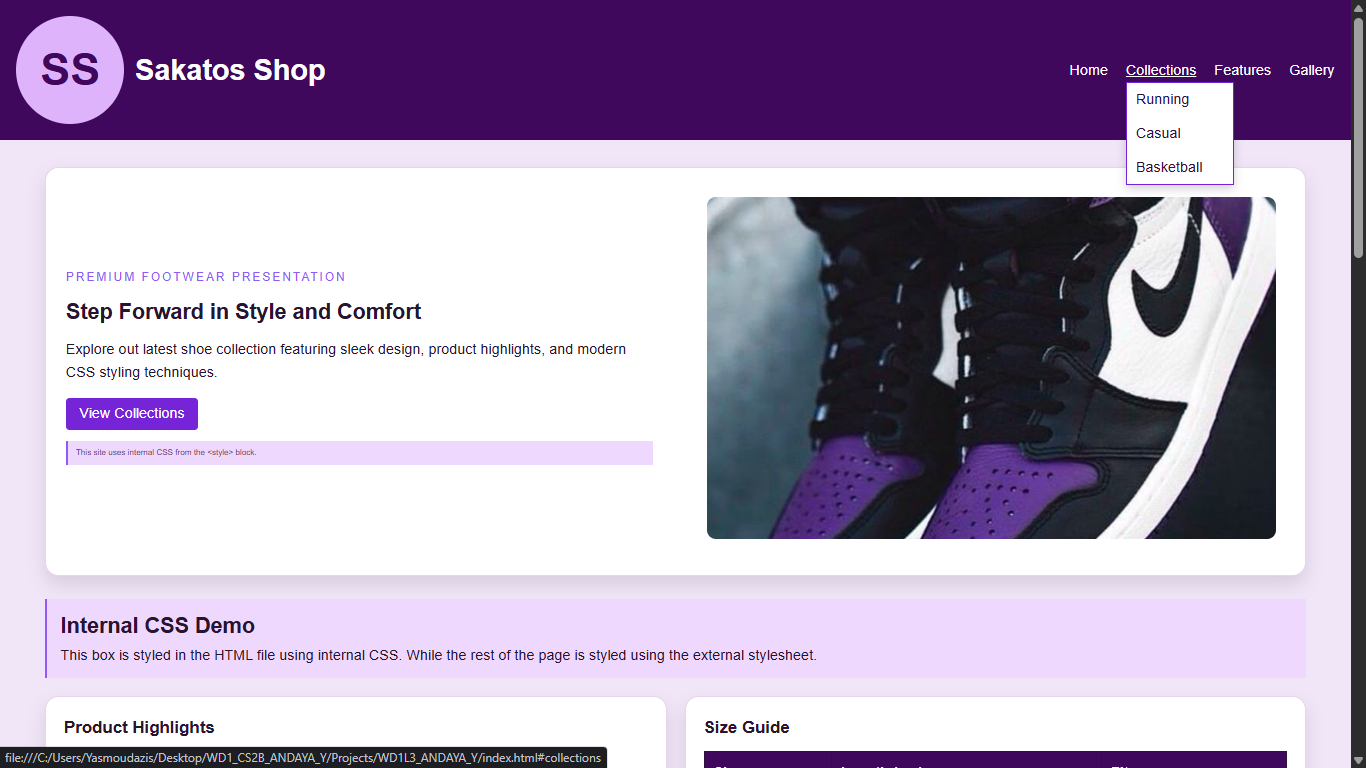 SS
Sakatos Shop
Home Collections Features Gallery
Running
Casual
Basketball
PREMIUM FOOTWEAR PRESENTATION
Step Forward in Style and Comfort
Explore out latest shoe collection featuring sleek design, product highlights, and modern
CSS styling techniques.
View Collections
This site uses internal CSS from the <style> block.
Internal CSS Demo
This box is styled in the HTML file using internal CSS. While the rest of the page is styled using the external stylesheet.
Product Highlights
Size Guide
file:///C:/Users/Yasmoudazis/Desktop/WD1_CS2B_ANDAYA_Y/Projects/WD1L3_ANDAYA_Y/index.html#collections